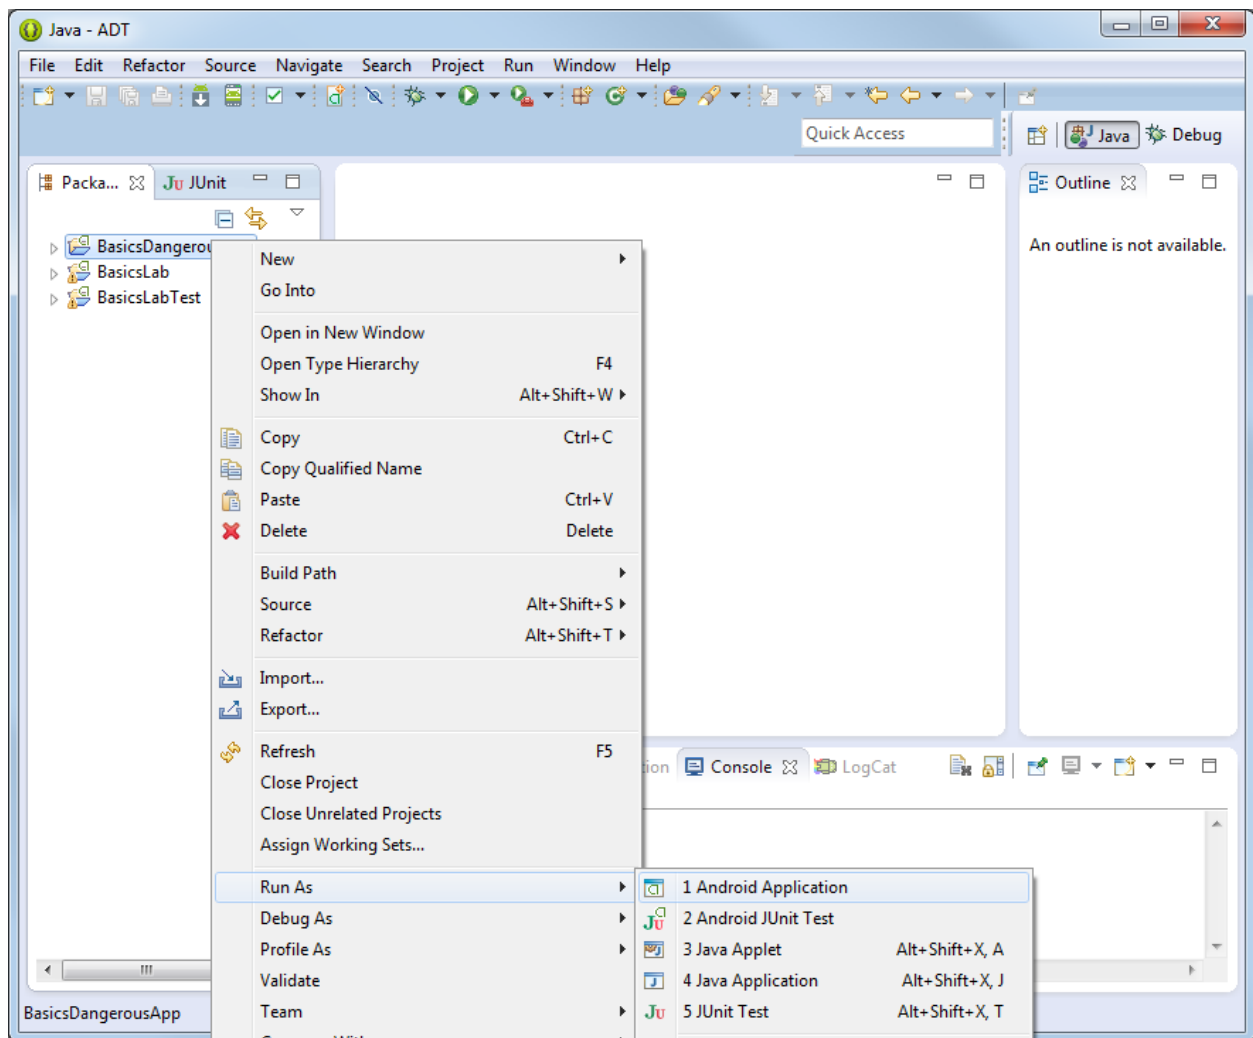 Java - ADT
File Edit Refactor Source Navigate Search Project Run Window Help
Quick Access
Java
Debug
Packa...
JUnit
Outline
BasicsDangerou
BasicsLab
BasicsLabTest
An outline is not available.
New
Go Into
Open in New Window
Open Type Hierarchy F4
Show In Alt+Shift+W
Copy Ctrl+C
Copy Qualified Name
Paste Ctrl+V
Delete Delete
Build Path
Source Alt+Shift+S
Refactor Alt+Shift+T
Import...
Export...
Refresh F5
Close Project
Close Unrelated Projects
Assign Working Sets...
Run As
Debug As
Profile As
Validate
Team
ion Console LogCat
1 Android Application
2 Android JUnit Test
3 Java Applet Alt+Shift+X, A
4 Java Application Alt+Shift+X, J
5 JUnit Test Alt+Shift+X, T
BasicsDangerousApp